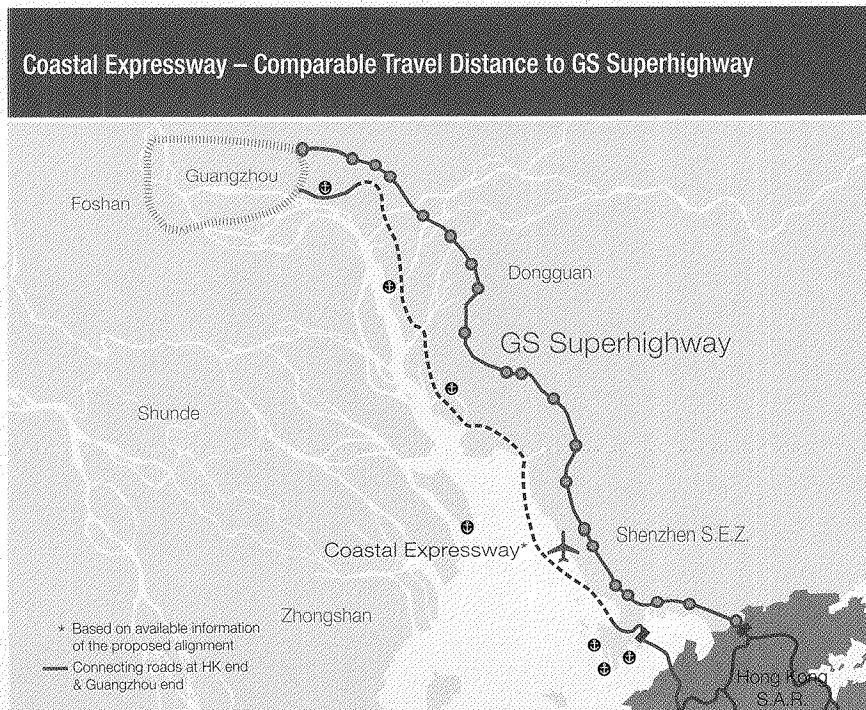 Coastal Expressway – Comparable Travel Distance to GS Superhighway
Guangzhou
Foshan
Dongguan
GS Superhighway
Shunde
Shenzhen S.E.Z.
Coastal Expressway*
Zhongshan
* Based on available information
of the proposed alignment
Connecting roads at HK end
& Guangzhou end
Hong Kong
S.A.R.